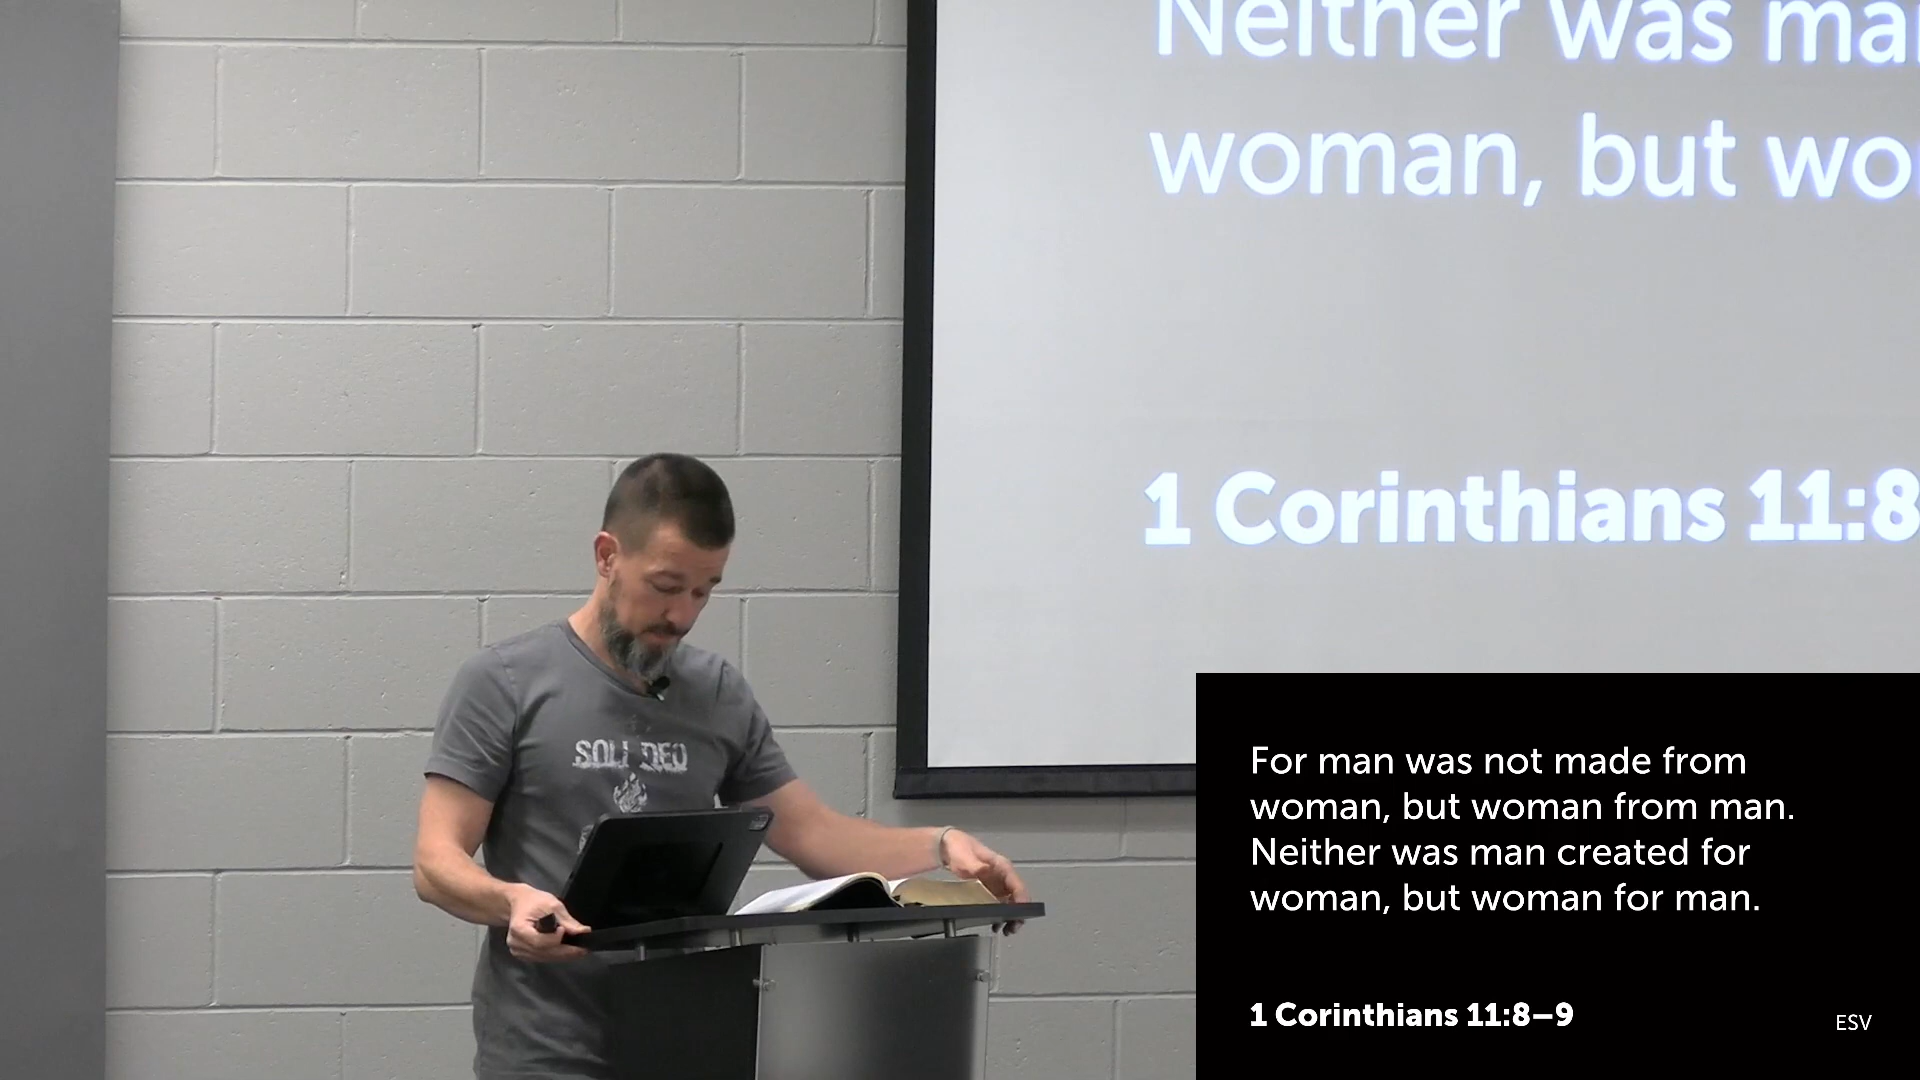 Neither was ma
woman, but wo
1 Corinthians 11:8
SOLI DEO
For man was not made from
woman, but woman from man.
Neither was man created for
woman, but woman for man.
1 Corinthians 11:8–9
ESV